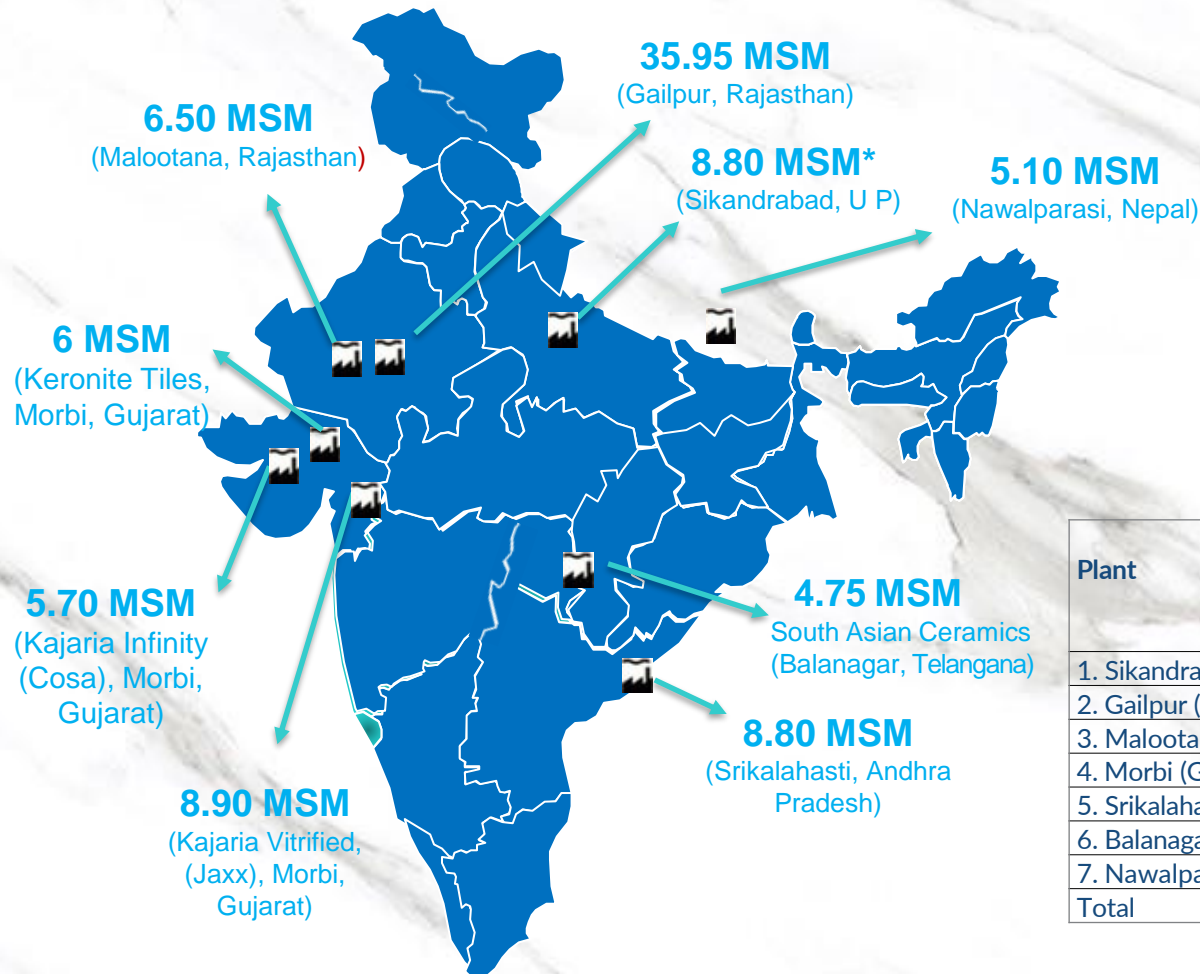 35.95 MSM
(Gailpur, Rajasthan)
6.50 MSM
(Malootana, Rajasthan)
8.80 MSM*
(Sikandrabad, U P)
5.10 MSM
(Nawalparasi, Nepal)
6 MSM
(Keronite Tiles,
Morbi, Gujarat)
5.70 MSM
(Kajaria Infinity
(Cosa), Morbi,
Gujarat)
4.75 MSM
South Asian Ceramics
(Balanagar, Telangana)
8.80 MSM
(Srikalahasti, Andhra
Pradesh)
8.90 MSM
(Kajaria Vitrified,
(Jaxx), Morbi,
Gujarat)
Plant
1. Sikandra
2. Gailpur (
3. Maloota
4. Morbi (G
5. Srikalaha
6. Balanaga
7. Nawalpa
Total